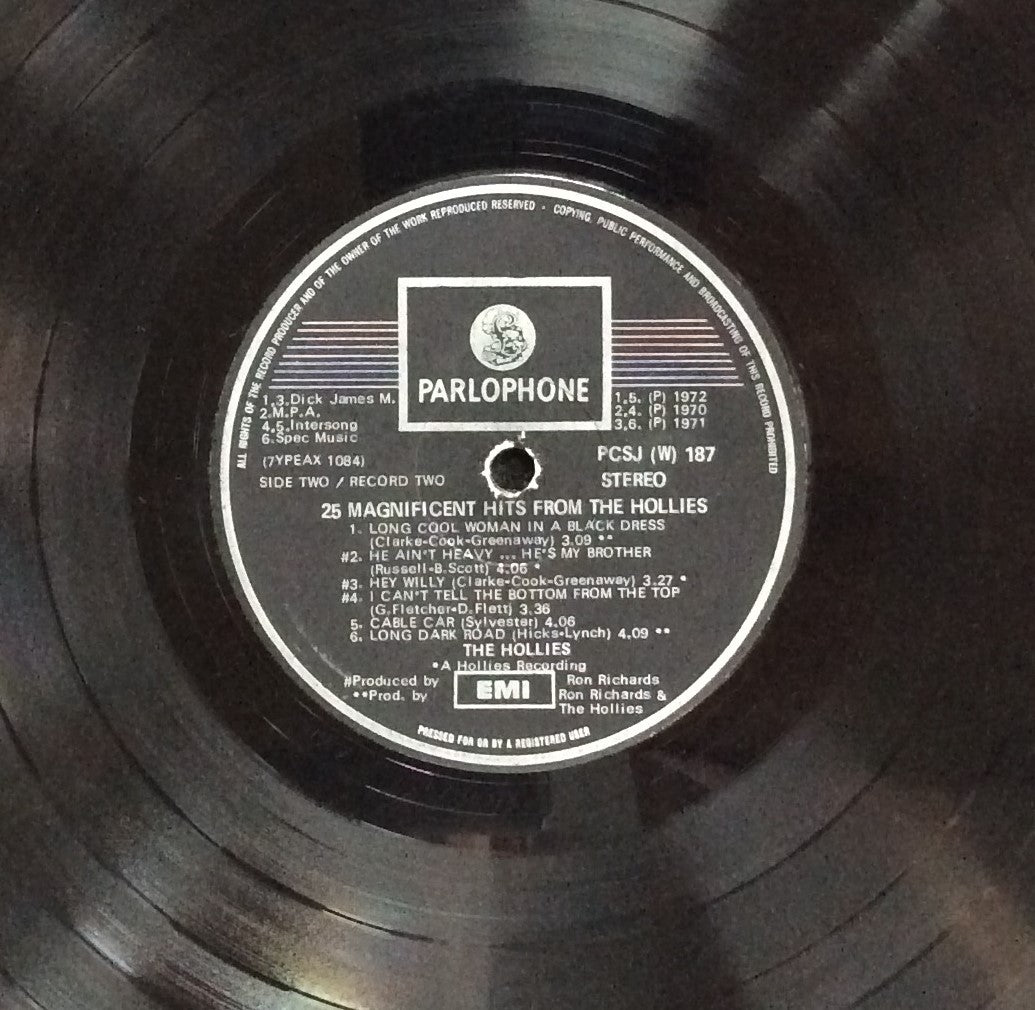 ALL RIGHTS OF THE RECORD PRODUCER AND OF THE OWNER OF THE WORK REPRODUCED RESERVED - COPYING, PUBLIC PERFORMANCE AND BROADCASTING OF THIS RECORD PROHIBITED
£
PARLOPHONE
1.3.Dick James M.
2.M.P.A.
4.5.Intersong
6.Spec Music
1.5. (P) 1972
2.4. (P) 1970
3.6. (P) 1971
(7YPEAX 1084)
PCSJ (W) 187
SIDE TWO / RECORD TWO
STEREO
25 MAGNIFICENT HITS FROM THE HOLLIES
1. LONG COOL WOMAN IN A BLACK DRESS
(Clarke-Cook-Greenaway) 3.09 **
#2. HE AIN'T HEAVY ... HE'S MY BROTHER
(Russell-B.Scott) 4.06 *
#3. HEY WILLY (Clarke-Cook-Greenaway) 3.27 *
#4. I CAN'T TELL THE BOTTOM FROM THE TOP
(G.Fletcher-D.Flett) 3.36
5. CABLE CAR (Sylvester) 4.06
6. LONG DARK ROAD (Hicks-Lynch) 4.09 **
THE HOLLIES
*A Hollies Recording
#Produced by Ron Richards
**Prod. by Ron Richards &
The Hollies
EMI
PRESSED FOR OR BY A REGISTERED USER